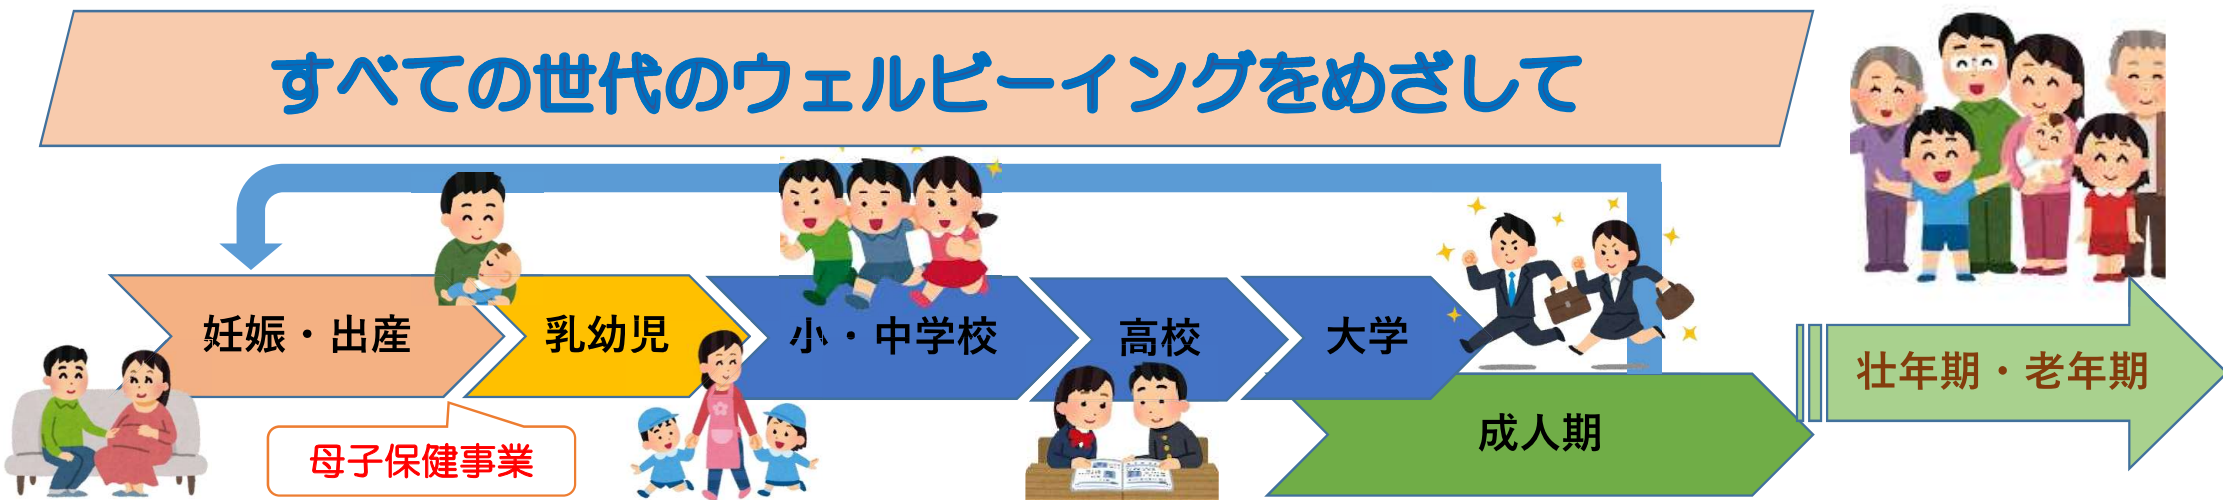 すべての世代のウェルビーイングをめざして
妊娠・出産
乳幼児
小・中学校
高校
大学
成人期
壮年期・老年期
母子保健事業